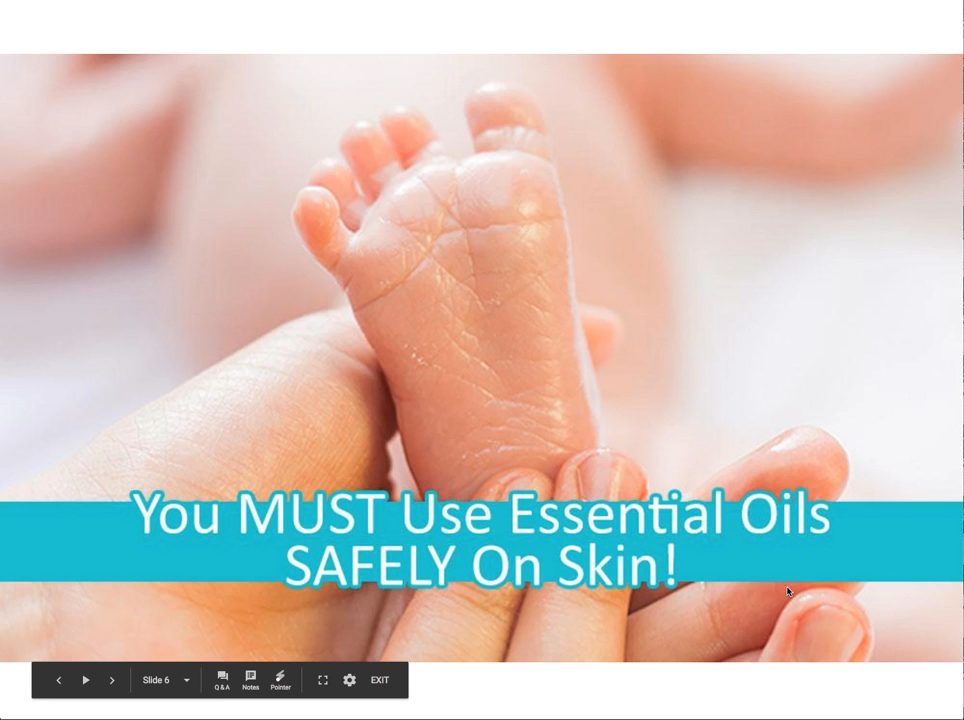 You MUST Use Essential Oils
SAFELY On Skin!
Slide 6
Q & A
Notes
Pointer
EXIT